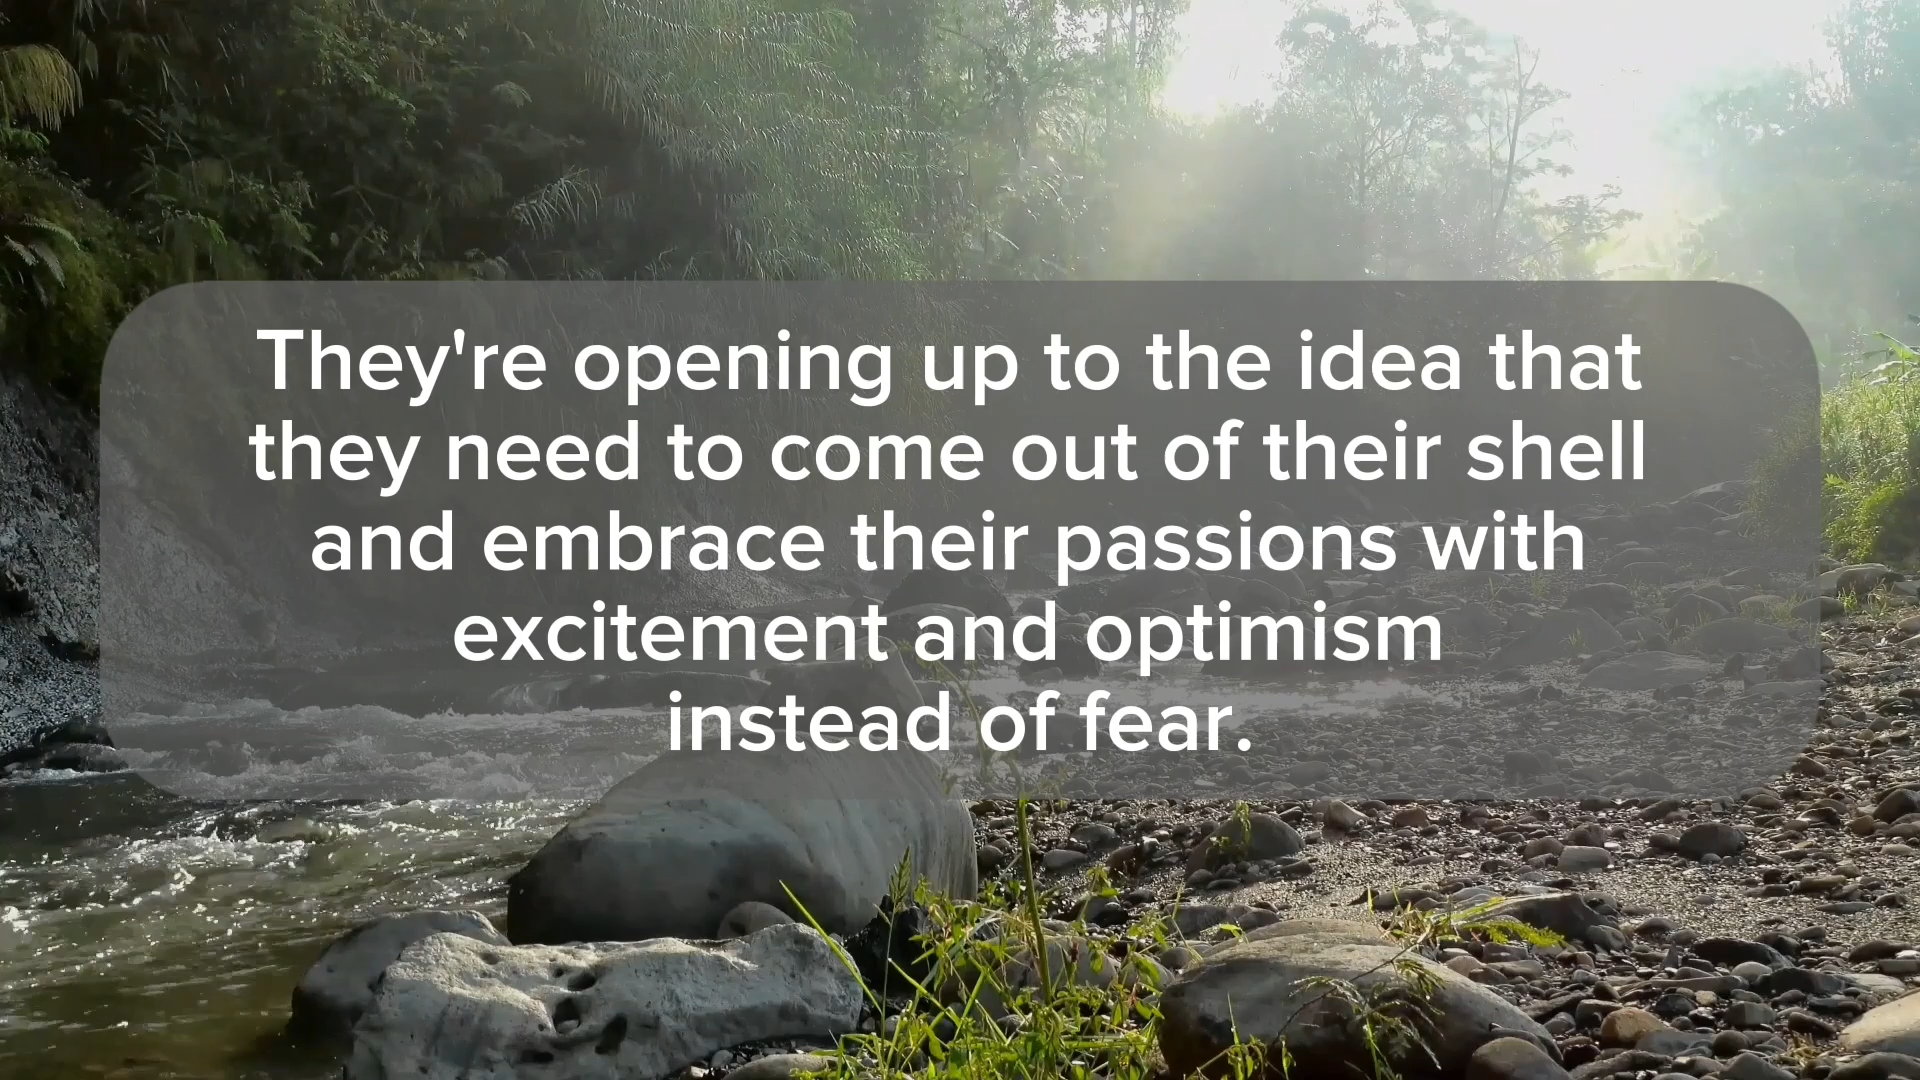 They're opening up to the idea that
they need to come out of their shell
and embrace their passions with
excitement and optimism
instead of fear.